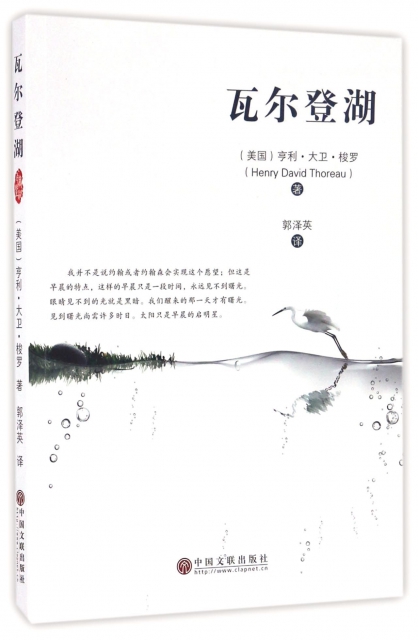 瓦尔登湖
（美国）亨利·大卫·梭罗
（Henry David Thoreau）
著
郭泽英
译
我并不是说约翰或者约翰森会实现这个愿望；但这是
早晨的特点，这样的早晨只是一段时间，永远见不到曙光。
眼睛见不到的光就是黑暗。我们醒来的那一天才有曙光。
见到曙光尚需许多时日。太阳只是早晨的启明星。
中国文联出版社
http://www.clapnet.cn
瓦尔登湖
（美国）亨利·大卫·梭罗 著
郭泽英 译
中国文联出版社